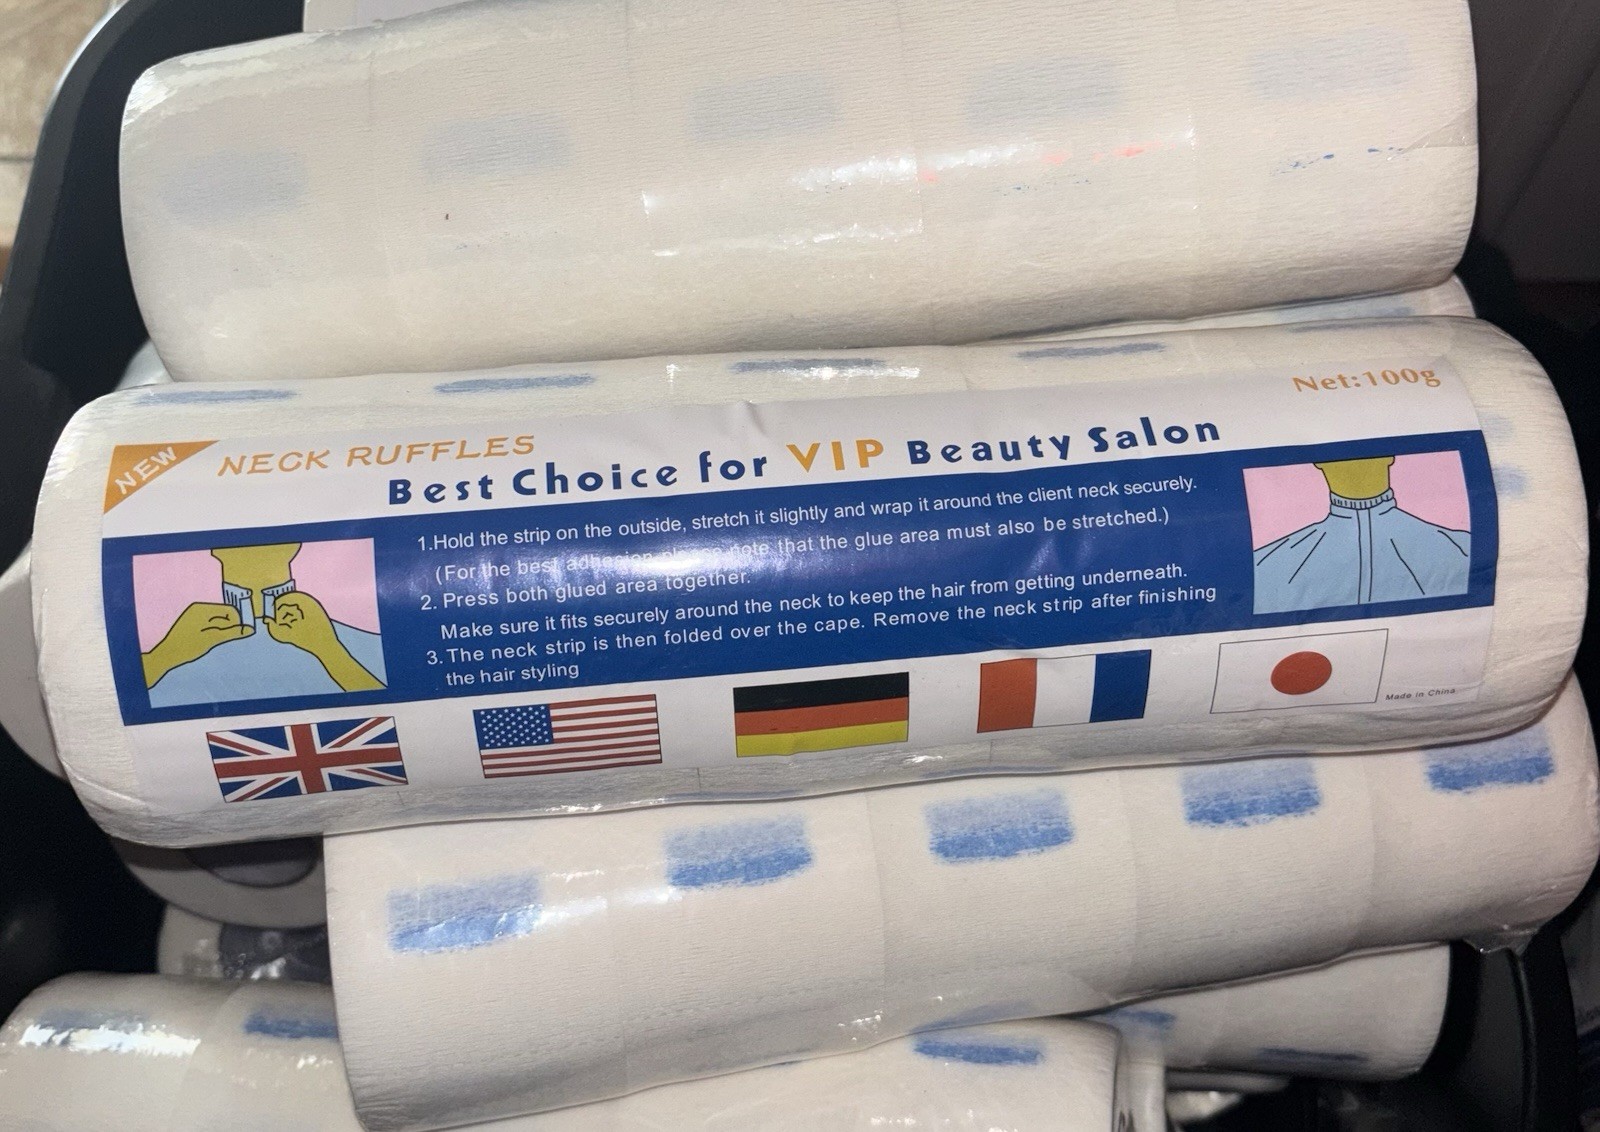 Net:100g
NEW
NECK RUFFLES
Best Choice for VIP Beauty Salon
1.Hold the strip on the outside, stretch it slightly and wrap it around the client neck securely.
(For the best adhesion please note that the glue area must also be stretched.)
2. Press both glued area together.
Make sure it fits securely around the neck to keep the hair from getting underneath.
3. The neck strip is then folded over the cape. Remove the neck strip after finishing
the hair styling
Made in China